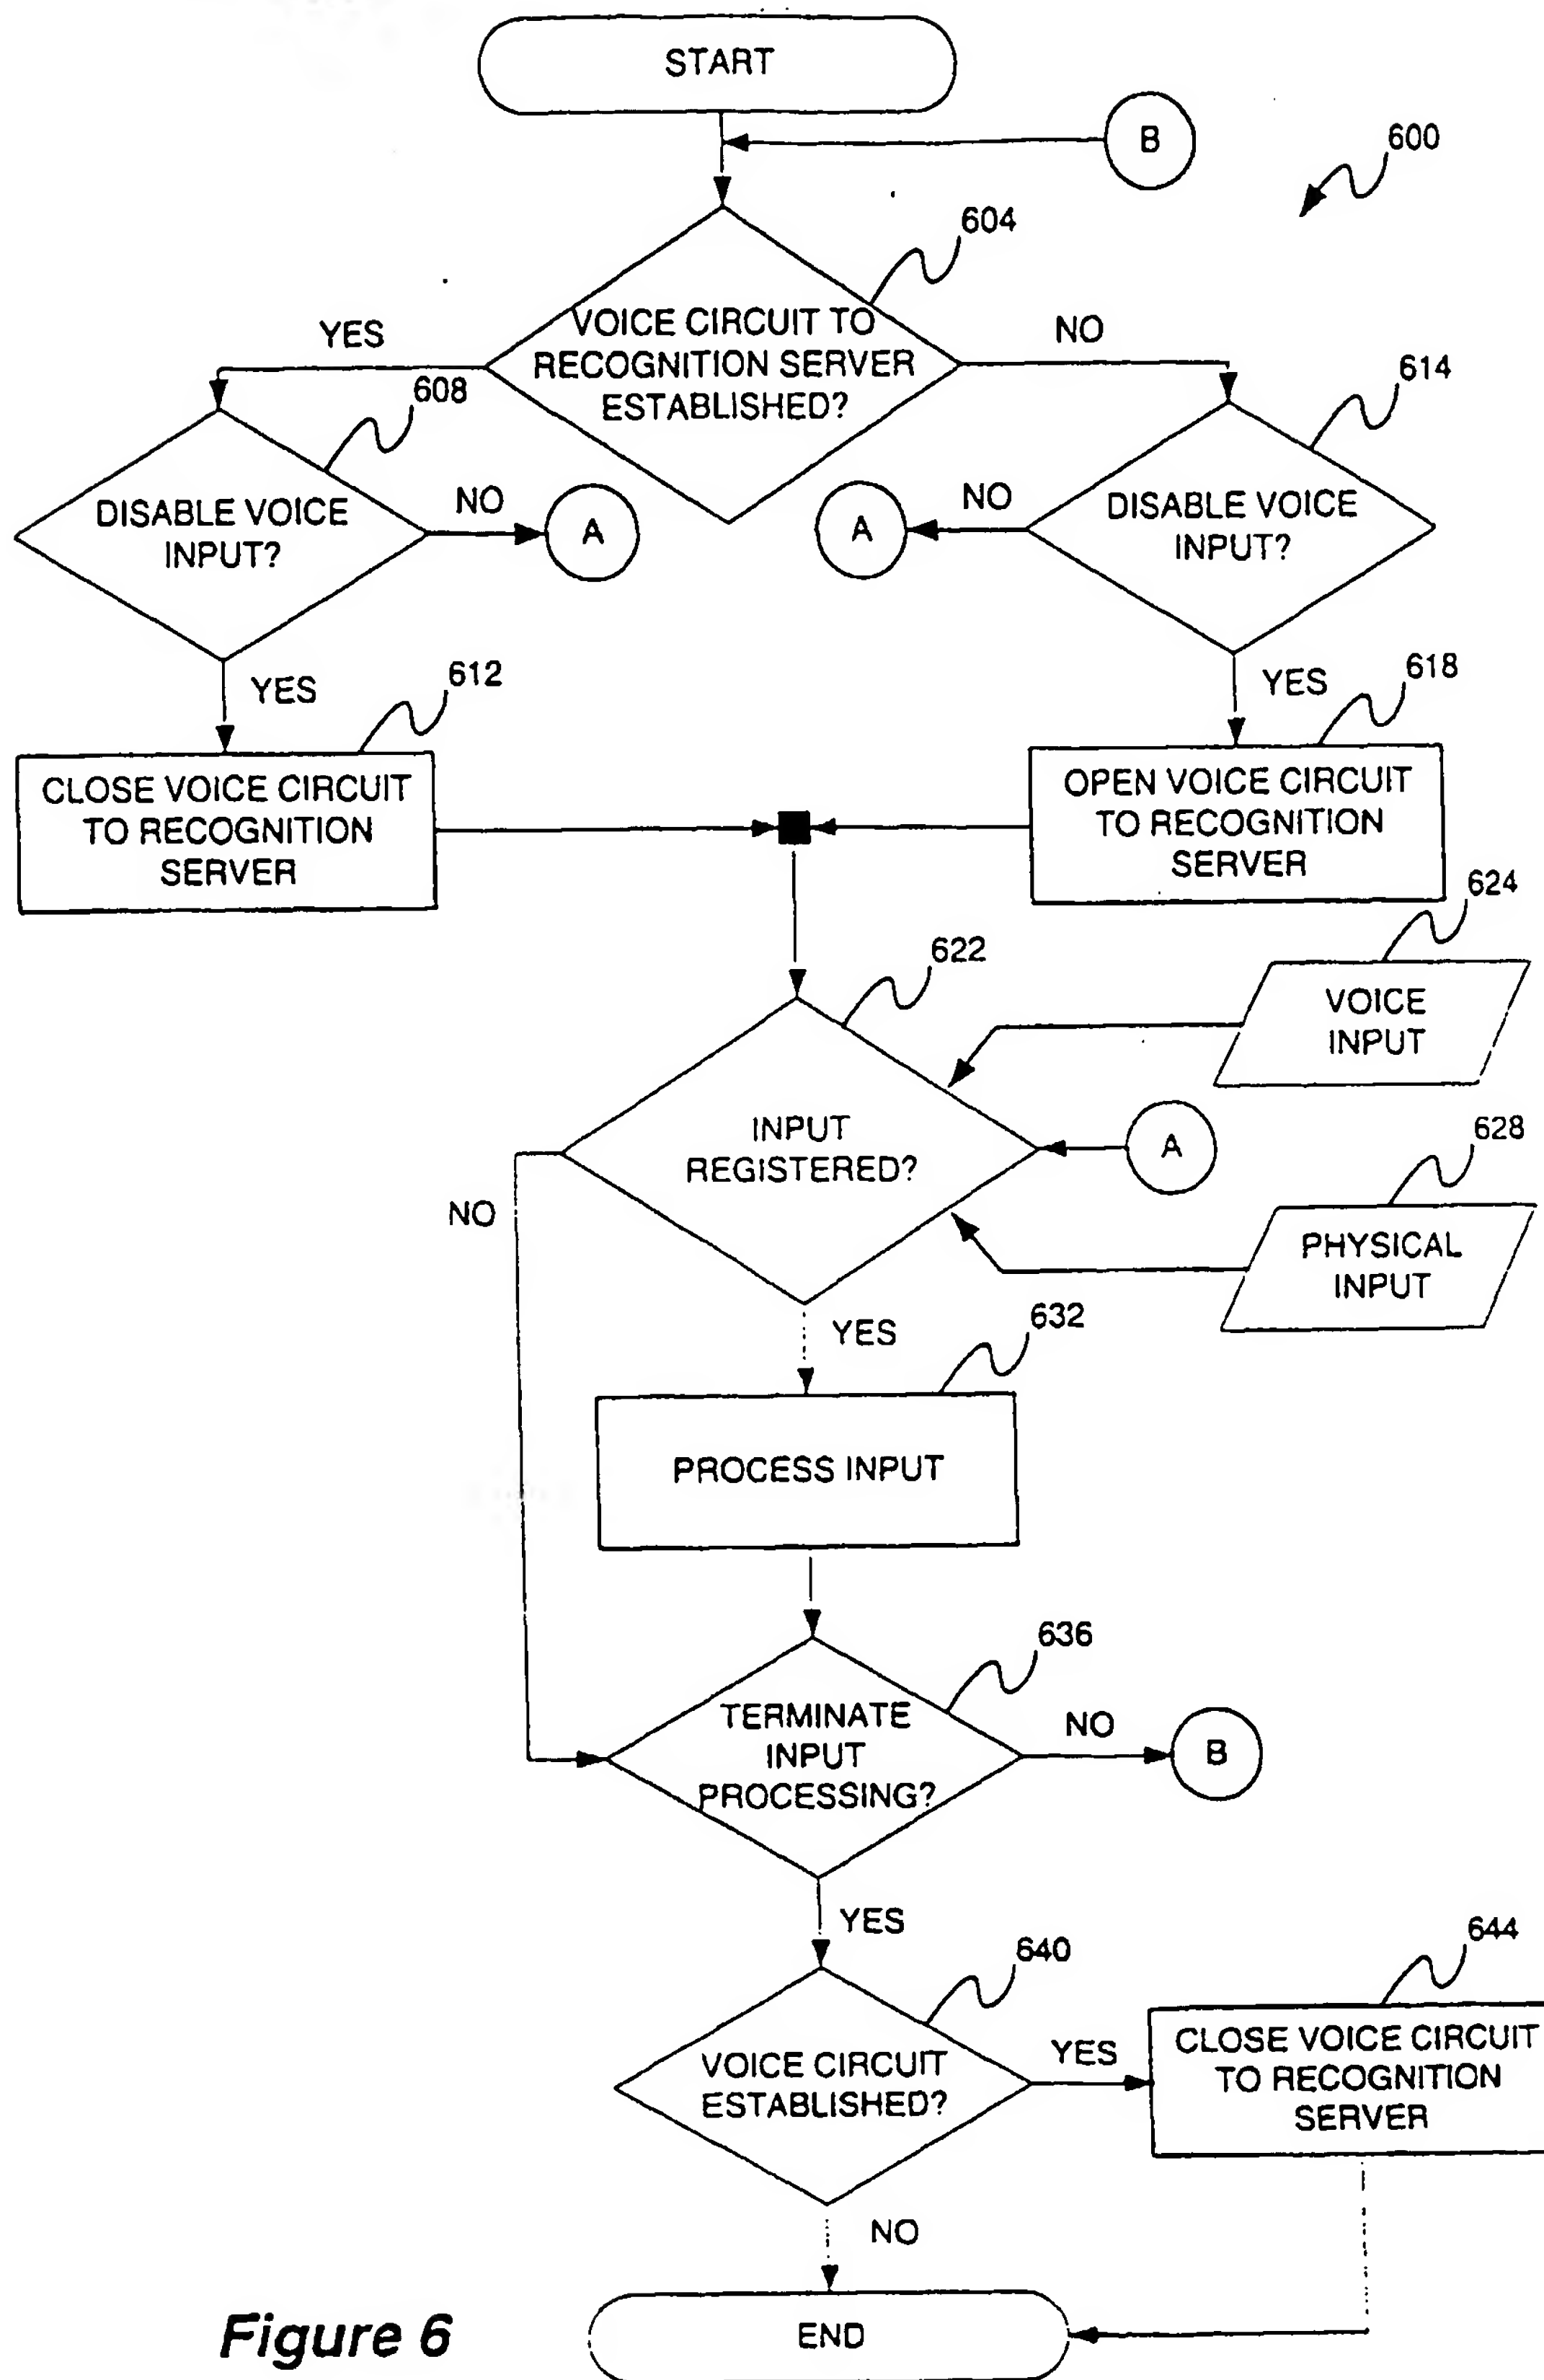 START
B
600
604
VOICE CIRCUIT TO
RECOGNITION SERVER
ESTABLISHED?
YES
NO
608
614
DISABLE VOICE
INPUT?
NO
A
A
NO
DISABLE VOICE
INPUT?
YES
612
YES
618
CLOSE VOICE CIRCUIT
TO RECOGNITION
SERVER
OPEN VOICE CIRCUIT
TO RECOGNITION
SERVER
624
622
VOICE
INPUT
INPUT
REGISTERED?
A
628
NO
PHYSICAL
INPUT
YES
632
PROCESS INPUT
636
TERMINATE
INPUT
PROCESSING?
NO
B
YES
640
644
VOICE CIRCUIT
ESTABLISHED?
YES
CLOSE VOICE CIRCUIT
TO RECOGNITION
SERVER
NO
END
Figure 6